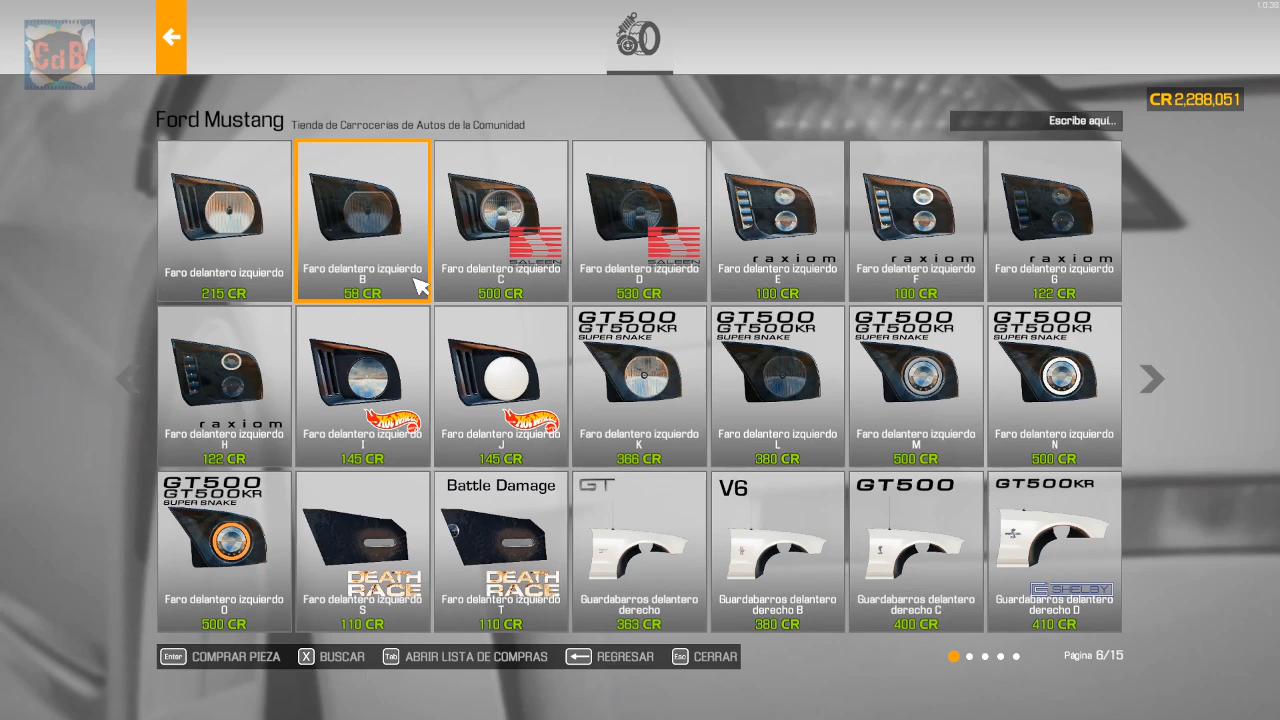 1.0.38
CdB
CR 2,288,051
Ford Mustang Tienda de Carrocerías de Autos de la Comunidad
Escribe aquí...
Faro delantero izquierdo
215 CR
Faro delantero izquierdo
B
58 CR
SALEEN
Faro delantero izquierdo
C
500 CR
SALEEN
Faro delantero izquierdo
D
530 CR
raxiom
Faro delantero izquierdo
E
100 CR
raxiom
Faro delantero izquierdo
F
100 CR
raxiom
Faro delantero izquierdo
G
122 CR
raxiom
Faro delantero izquierdo
H
122 CR
Hot Wheels
Faro delantero izquierdo
I
145 CR
Hot Wheels
Faro delantero izquierdo
J
145 CR
GT500
GT500KR
SUPER SNAKE
Faro delantero izquierdo
K
366 CR
GT500
GT500KR
SUPER SNAKE
Faro delantero izquierdo
L
380 CR
GT500
GT500KR
SUPER SNAKE
Faro delantero izquierdo
M
500 CR
GT500
GT500KR
SUPER SNAKE
Faro delantero izquierdo
N
500 CR
GT500
GT500KR
SUPER SNAKE
Faro delantero izquierdo
O
500 CR
DEATH
RACE
Faro delantero izquierdo
S
110 CR
Battle Damage
DEATH
RACE
Faro delantero izquierdo
T
110 CR
GT
Guardabarros delantero
derecho
363 CR
V6
Guardabarros delantero
derecho B
380 CR
GT500
Guardabarros delantero
derecho C
400 CR
GT500KR
SHELBY
Guardabarros delantero
derecho D
410 CR
Enter COMPRAR PIEZA X BUSCAR Tab ABRIR LISTA DE COMPRAS REGRESAR Esc CERRAR
Página 6/15